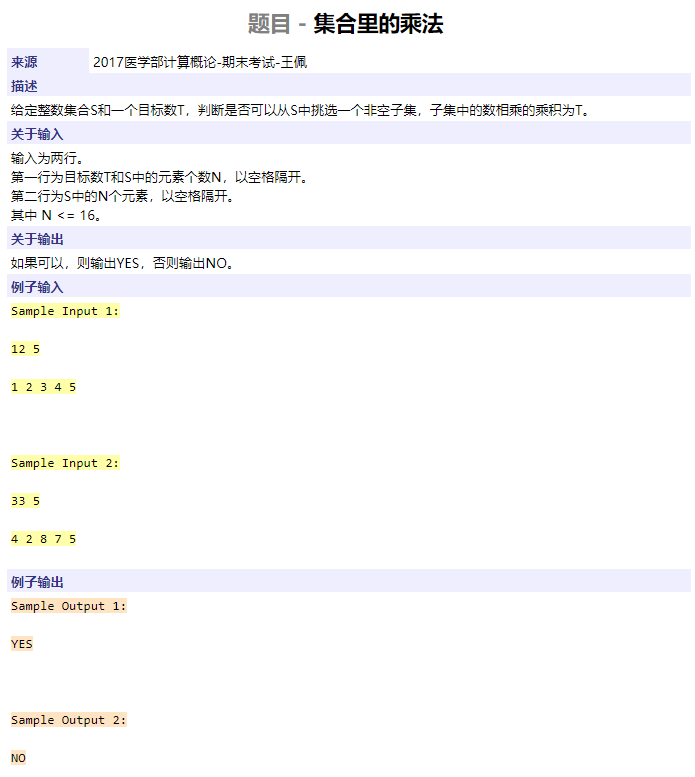 题目 - 集合里的乘法
来源 2017医学部计算概论-期末考试-王佩
描述
给定整数集合S和一个目标数T，判断是否可以从S中挑选一个非空子集，子集中的数相乘的乘积为T。
关于输入
输入为两行。
第一行为目标数T和S中的元素个数N，以空格隔开。
第二行为S中的N个元素，以空格隔开。
其中 N <= 16。
关于输出
如果可以，则输出YES，否则输出NO。
例子输入
Sample Input 1:
12 5
1 2 3 4 5
Sample Input 2:
33 5
4 2 8 7 5
例子输出
Sample Output 1:
YES
Sample Output 2:
NO